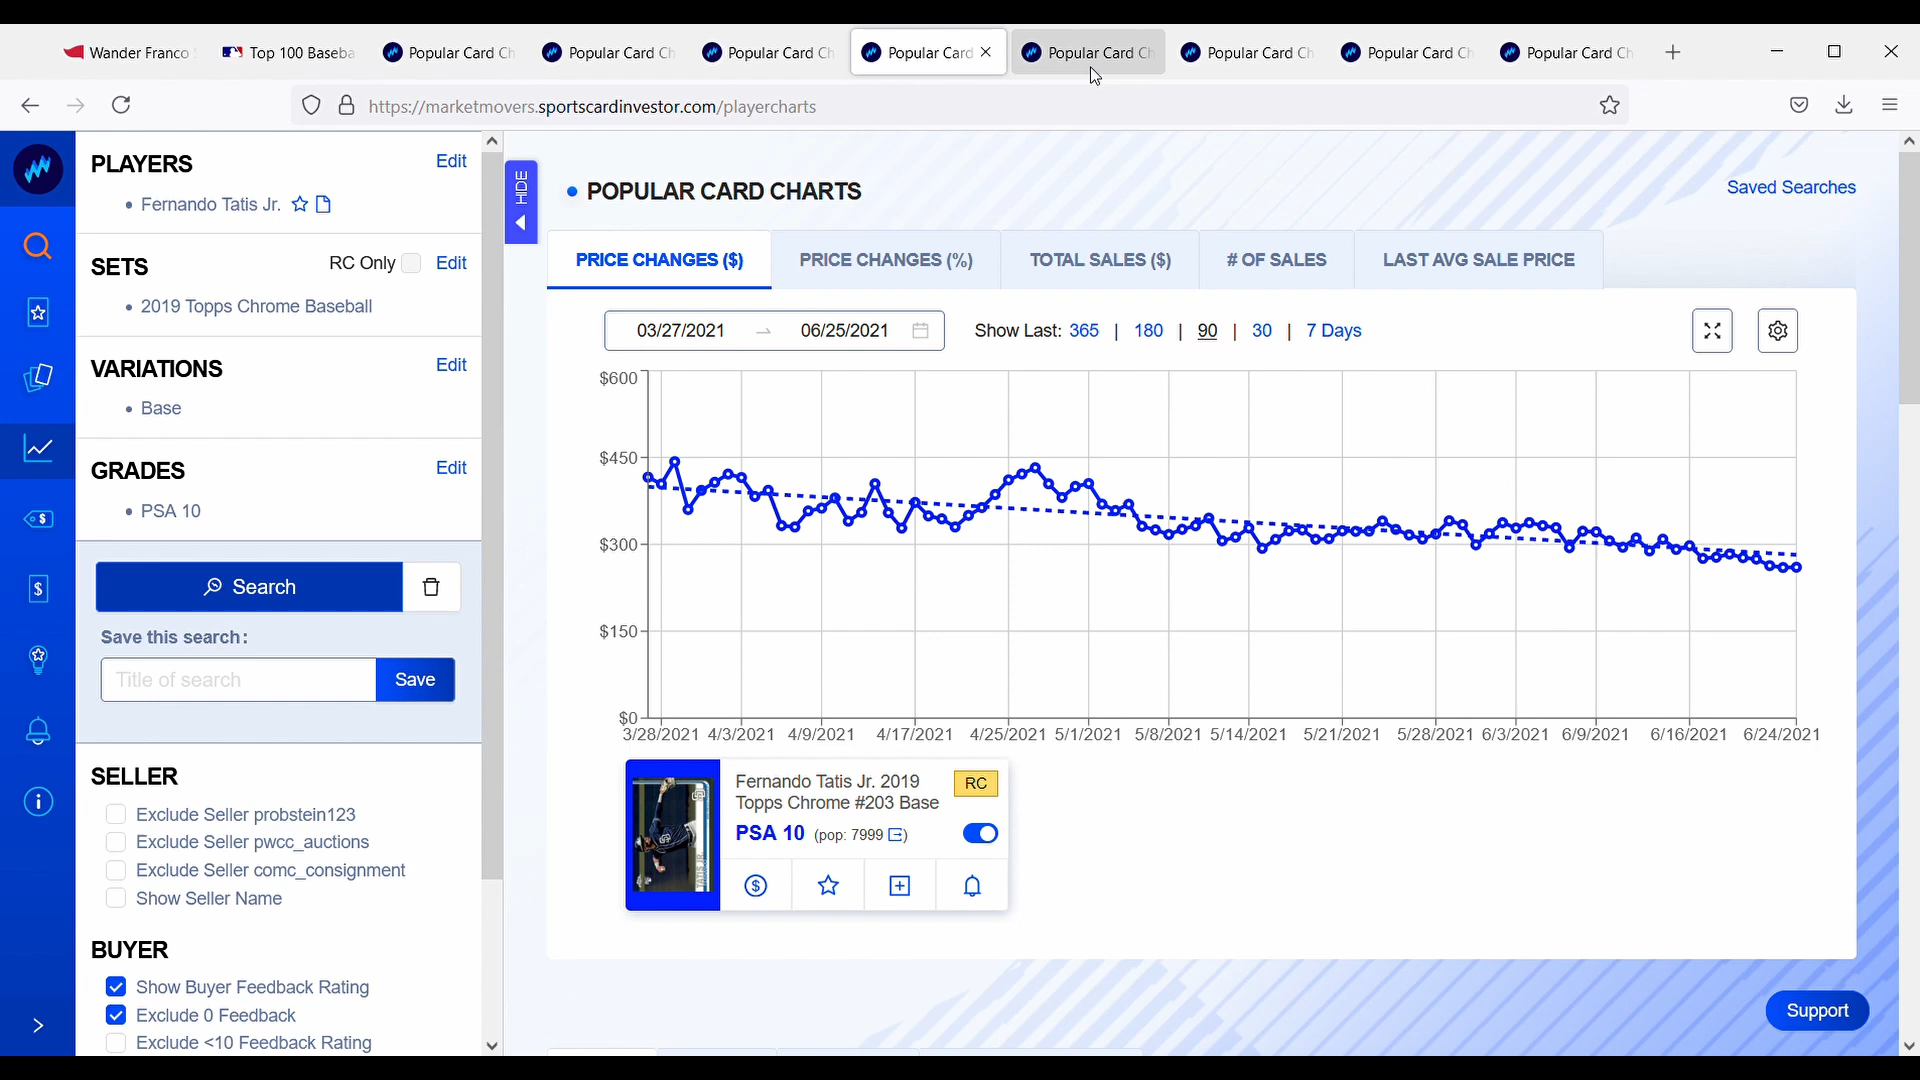 Wander Franco
Top 100 Baseba
Popular Card Ch
Popular Card Ch
Popular Card Ch
Popular Card
Popular Card Ch
Popular Card Ch
Popular Card Ch
Popular Card Ch
https://marketmovers.sportscardinvestor.com/playercharts
PLAYERS
Edit
Fernando Tatis Jr.
SETS
RC Only
Edit
2019 Topps Chrome Baseball
VARIATIONS
Edit
Base
GRADES
Edit
PSA 10
Search
Save this search:
Title of search
Save
SELLER
Exclude Seller probstein123
Exclude Seller pwcc_auctions
Exclude Seller comc_consignment
Show Seller Name
BUYER
Show Buyer Feedback Rating
Exclude 0 Feedback
Exclude <10 Feedback Rating
HIDE
POPULAR CARD CHARTS
Saved Searches
PRICE CHANGES ($)
PRICE CHANGES (%)
TOTAL SALES ($)
# OF SALES
LAST AVG SALE PRICE
03/27/2021
06/25/2021
Show Last: 365 | 180 | 90 | 30 | 7 Days
$600
$450
$300
$150
$0
3/28/2021 4/3/2021 4/9/2021 4/17/2021 4/25/2021 5/1/2021 5/8/2021 5/14/2021 5/21/2021 5/28/2021 6/3/2021 6/9/2021 6/16/2021 6/24/2021
Fernando Tatis Jr. 2019
Topps Chrome #203 Base
RC
PSA 10 (pop: 7999)
Support